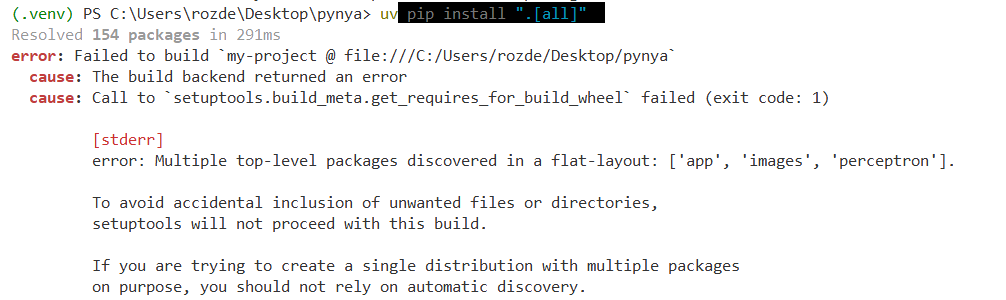 (.venv) PS C:\Users\rozde\Desktop\pynya> uv pip install ".[all]"
Resolved 154 packages in 291ms
error: Failed to build `my-project @ file:///C:/Users/rozde/Desktop/pynya`
cause: The build backend returned an error
cause: Call to `setuptools.build_meta.get_requires_for_build_wheel` failed (exit code: 1)
[stderr]
error: Multiple top-level packages discovered in a flat-layout: ['app', 'images', 'perceptron'].
To avoid accidental inclusion of unwanted files or directories,
setuptools will not proceed with this build.
If you are trying to create a single distribution with multiple packages
on purpose, you should not rely on automatic discovery.